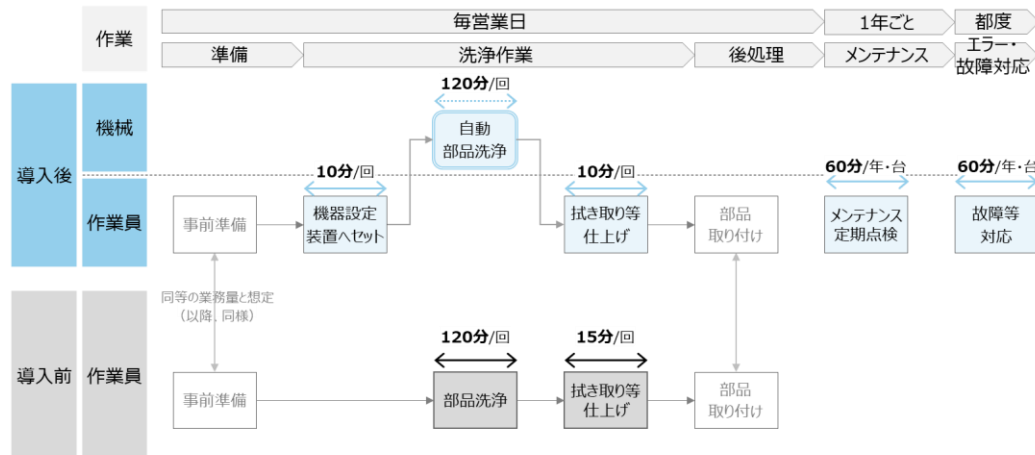 作業
毎営業日
1年ごと
都度
準備
洗浄作業
後処理
メンテナンス
エラー・
故障対応
導入後
機械
120分/回
自動
部品洗浄
作業員
10分/回
10分/回
60分/年・台
60分/年・台
事前準備
機器設定
装置へセット
拭き取り等
仕上げ
部品
取り付け
メンテナンス
定期点検
故障等
対応
同等の業務量と想定
（以降、同様）
導入前
作業員
120分/回
15分/回
事前準備
部品洗浄
拭き取り等
仕上げ
部品
取り付け